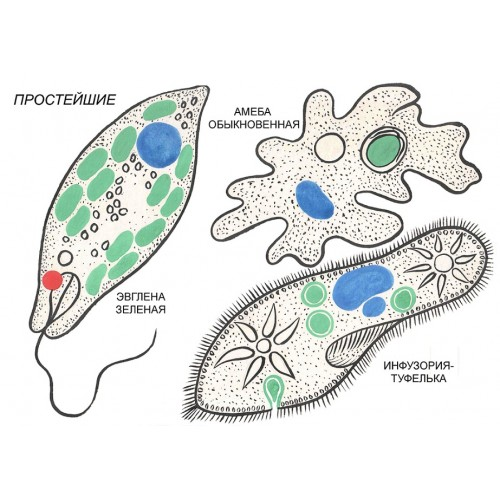 ПРОСТЕЙШИЕ
АМЕБА
ОБЫКНОВЕННАЯ
ЭВГЛЕНА
ЗЕЛЕНАЯ
ИНФУЗОРИЯ-
ТУФЕЛЬКА